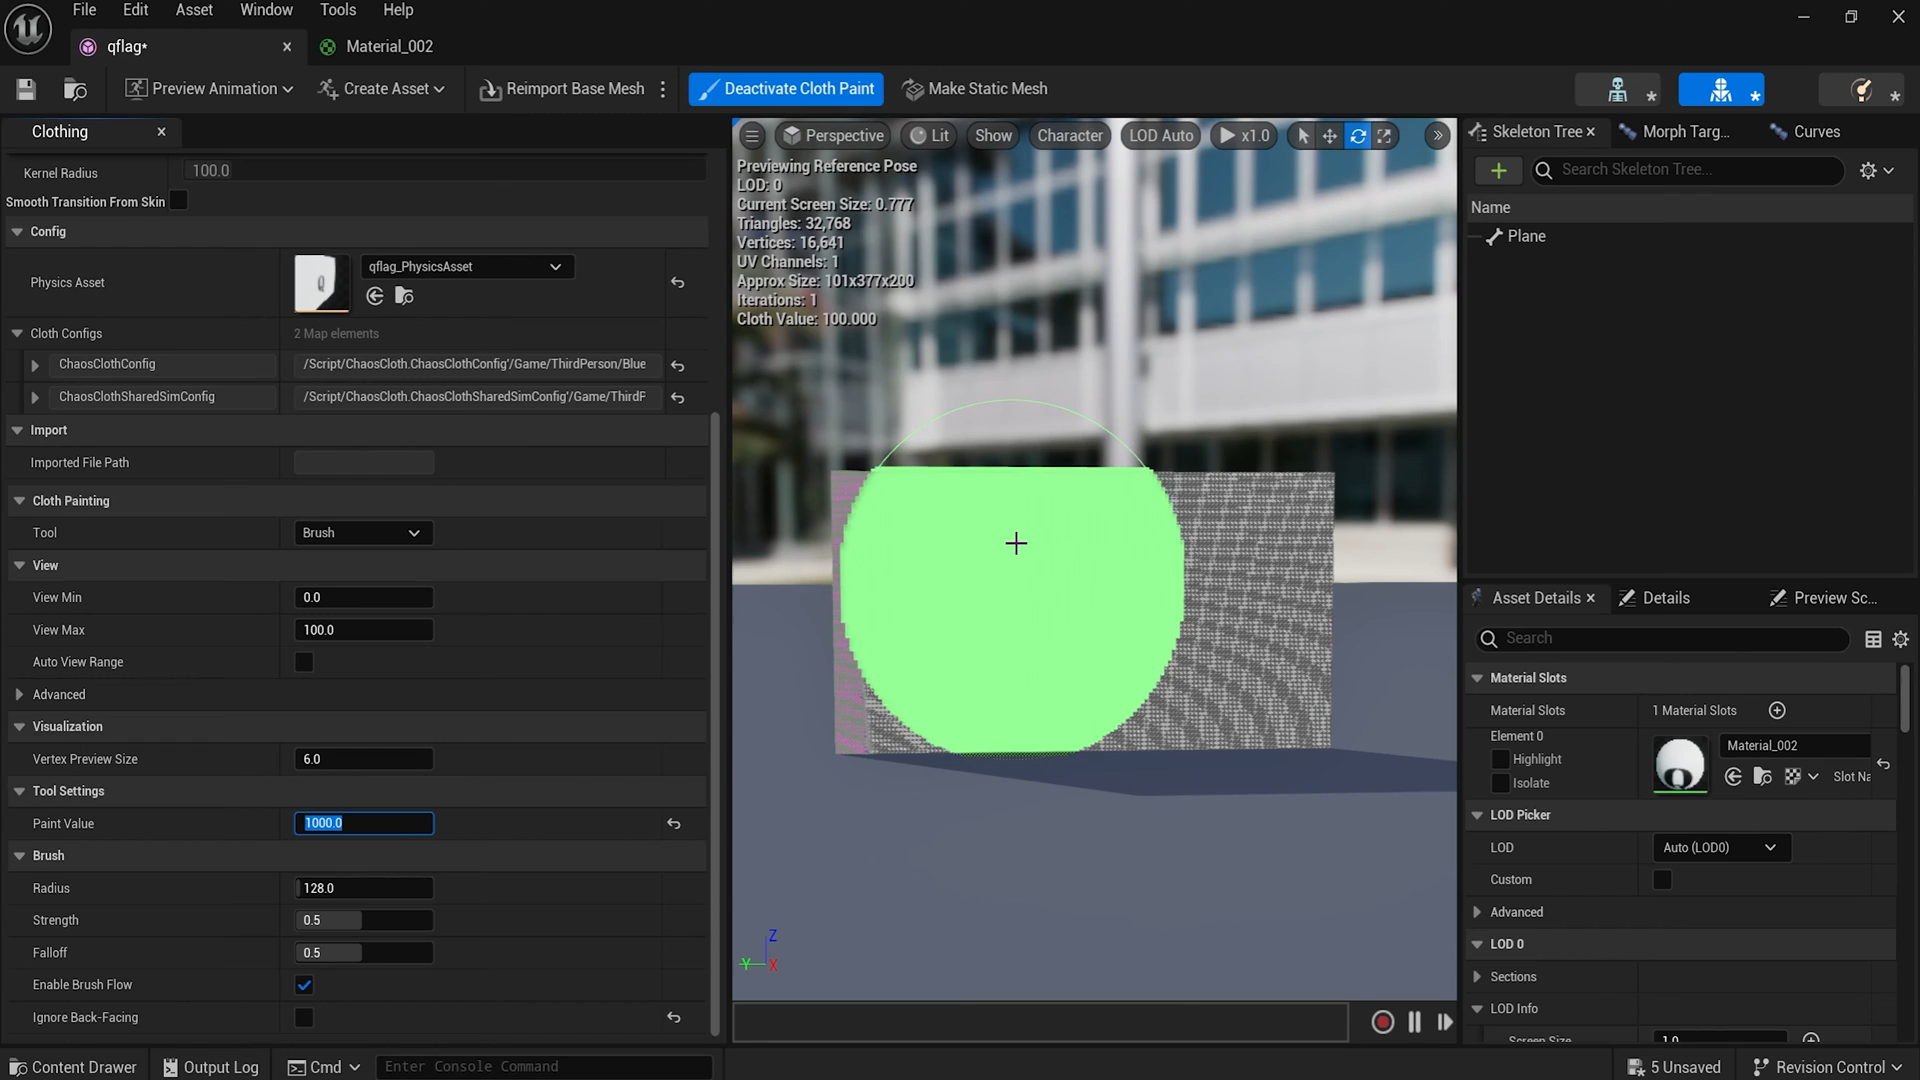 File Edit Asset Window Tools Help
qflag* Material_002
Preview Animation Create Asset Reimport Base Mesh Deactivate Cloth Paint Make Static Mesh
Clothing
Kernel Radius 100.0
Smooth Transition From Skin
Config
Physics Asset qflag_PhysicsAsset
Cloth Configs 2 Map elements
ChaosClothConfig /Script/ChaosCloth.ChaosClothConfig'/Game/ThirdPerson/Blue
ChaosClothSharedSimConfig /Script/ChaosCloth.ChaosClothSharedSimConfig'/Game/ThirdP
Import
Imported File Path
Cloth Painting
Tool Brush
View
View Min 0.0
View Max 100.0
Auto View Range
Advanced
Visualization
Vertex Preview Size 6.0
Tool Settings
Paint Value 1000.0
Brush
Radius 128.0
Strength 0.5
Falloff 0.5
Enable Brush Flow
Ignore Back-Facing
Perspective Lit Show Character LOD Auto x1.0
Previewing Reference Pose
LOD: 0
Current Screen Size: 0.777
Triangles: 32,768
Vertices: 16,641
UV Channels: 1
Approx Size: 101x377x200
Iterations: 1
Cloth Value: 100.000
Z
Y X
Skeleton Tree Morph Targ... Curves
Search Skeleton Tree...
Name
Plane
Asset Details Details Preview Sc...
Search
Material Slots
Material Slots 1 Material Slots
Element 0
Highlight
Isolate
Material_002
Slot Na
LOD Picker
LOD Auto (LOD0)
Custom
Advanced
LOD 0
Sections
LOD Info
Screen Size 1.0
Content Drawer Output Log Cmd Enter Console Command 5 Unsaved Revision Control